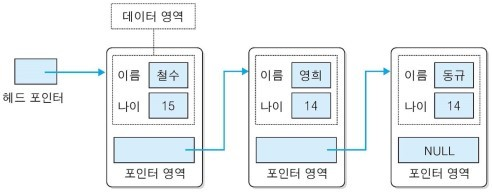 데이터 영역
헤드 포인터
이름 철수
나이 15
포인터 영역
이름 영희
나이 14
포인터 영역
이름 동규
나이 14
NULL
포인터 영역